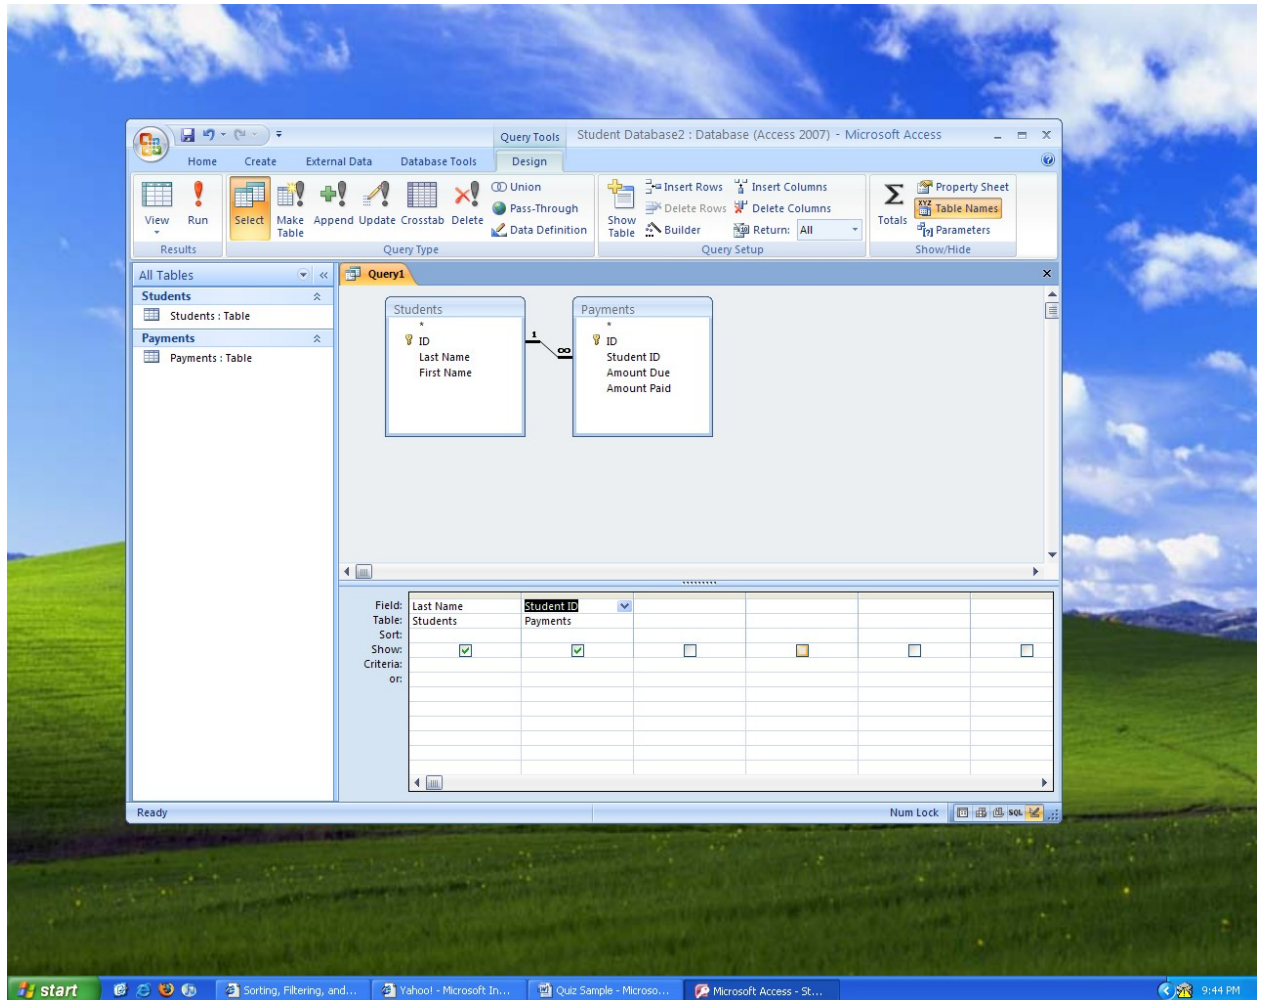 Query Tools
Student Database2 : Database (Access 2007) - Microsoft Access
Home Create External Data Database Tools Design
View
Run
Select
Make Table
Append
Update
Crosstab
Delete
Union
Pass-Through
Data Definition
Show Table
Insert Rows
Delete Rows
Builder
Insert Columns
Delete Columns
Return: All
Totals
Property Sheet
XYZ
Table Names
Parameters
Results
Query Type
Query Setup
Show/Hide
All Tables
Students
Students : Table
Payments
Payments : Table
Query1
Students
*
ID
Last Name
First Name
1
∞
Payments
*
ID
Student ID
Amount Due
Amount Paid
Field: Last Name Student ID
Table: Students Payments
Sort:
Show:
Criteria:
or:
Ready
Num Lock
SQL
start
Sorting, Filtering, and...
Yahoo! - Microsoft In...
Quiz Sample - Microso...
Microsoft Access - St...
9:44 PM